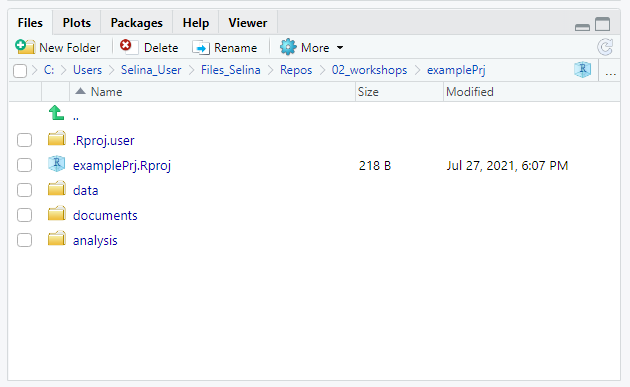 Files Plots Packages Help Viewer
New Folder Delete Rename More
C: Users Selina_User Files_Selina Repos 02_workshops examplePrj R ...
Name Size Modified
..
.Rproj.user
R examplePrj.Rproj 218 B Jul 27, 2021, 6:07 PM
data
documents
analysis